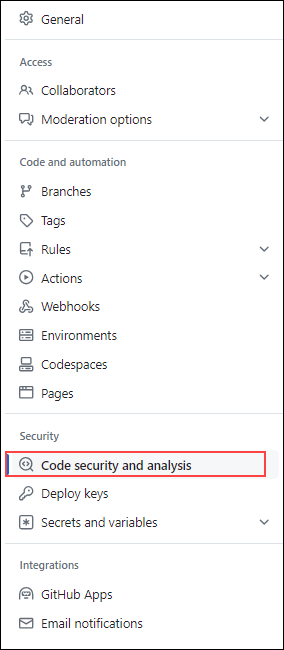 General
Access
Collaborators
Moderation options
Code and automation
Branches
Tags
Rules
Actions
Webhooks
Environments
Codespaces
Pages
Security
Code security and analysis
Deploy keys
Secrets and variables
Integrations
GitHub Apps
Email notifications